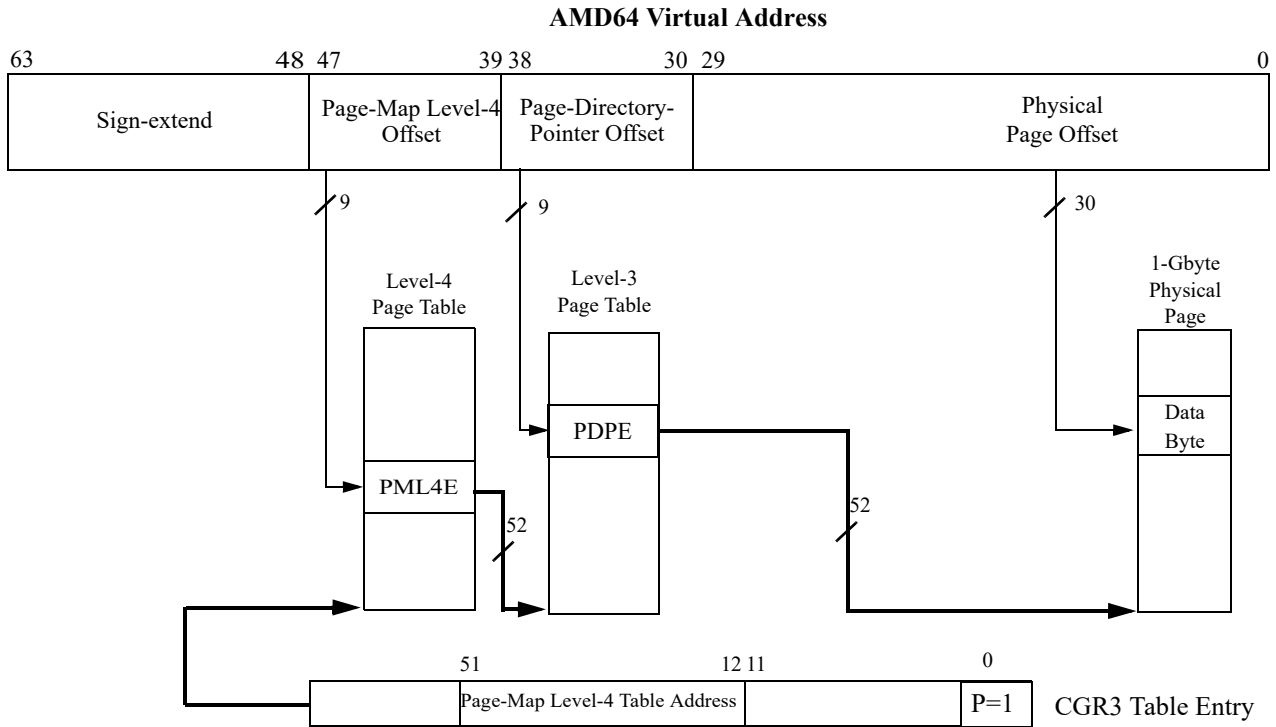 AMD64 Virtual Address
63 48 47 39 38 30 29 0
Sign-extend
Page-Map Level-4
Offset
Page-Directory-
Pointer Offset
Physical
Page Offset
9
9
30
Level-4
Page Table
Level-3
Page Table
1-Gbyte
Physical
Page
PML4E
PDPE
Data
Byte
52
52
51 12 11 0
Page-Map Level-4 Table Address
P=1
CGR3 Table Entry